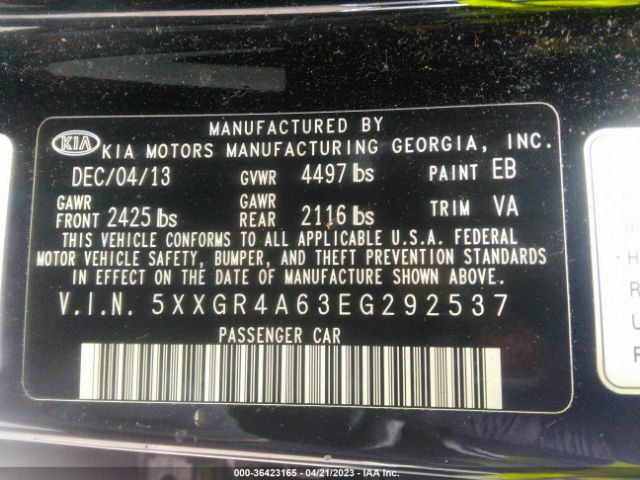 MANUFACTURED BY
KIA KIA MOTORS MANUFACTURING GEORGIA, INC.
DEC/04/13 GVWR 4497 lbs PAINT EB
GAWR FRONT 2425 lbs GAWR REAR 2116 lbs TRIM VA
THIS VEHICLE CONFORMS TO ALL APPLICABLE U.S.A. FEDERAL
MOTOR VEHICLE SAFETY, BUMPER, AND THEFT PREVENTION STANDARDS
IN EFFECT ON THE DATE OF MANUFACTURE SHOWN ABOVE.
V.I.N. 5XXGR4A63EG292537
PASSENGER CAR
000-36423165 - 04/21/2023 - IAA Inc.